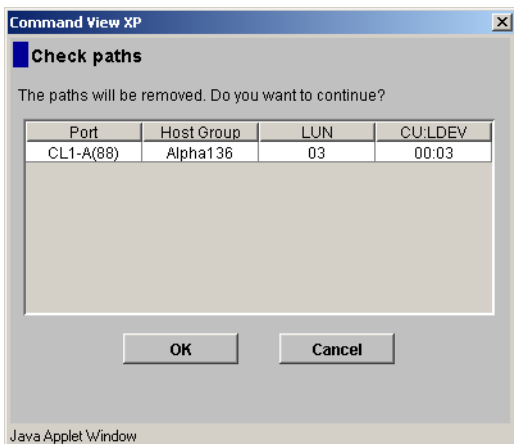 Command View XP
Check paths
The paths will be removed. Do you want to continue?
Port Host Group LUN CU:LDEV
CL1-A(88) Alpha136 03 00:03
OK Cancel
Java Applet Window